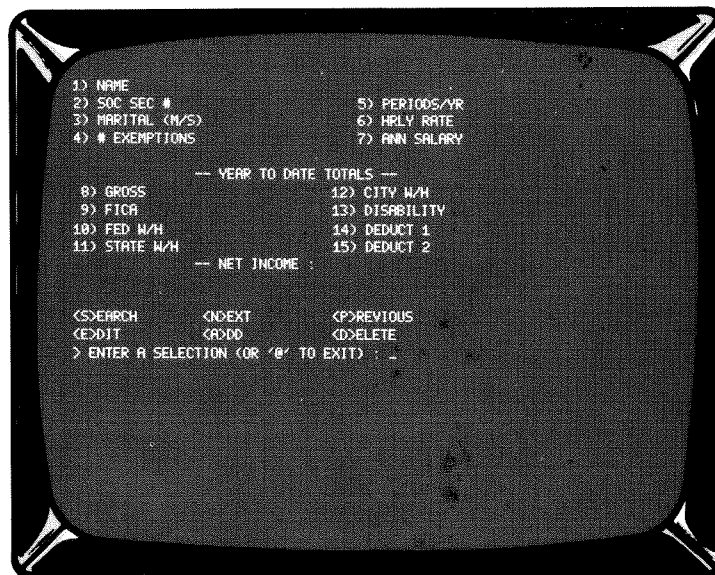 1) NAME
2) SOC SEC # 5) PERIODS/YR
3) MARITAL (M/S) 6) HRLY RATE
4) # EXEMPTIONS 7) ANN SALARY
-- YEAR TO DATE TOTALS --
8) GROSS 12) CITY W/H
9) FICA 13) DISABILITY
10) FED W/H 14) DEDUCT 1
11) STATE W/H 15) DEDUCT 2
-- NET INCOME :
<S>EARCH <N>EXT <P>REVIOUS
<E>DIT <A>DD <D>ELETE
> ENTER A SELECTION (OR '@' TO EXIT) : _